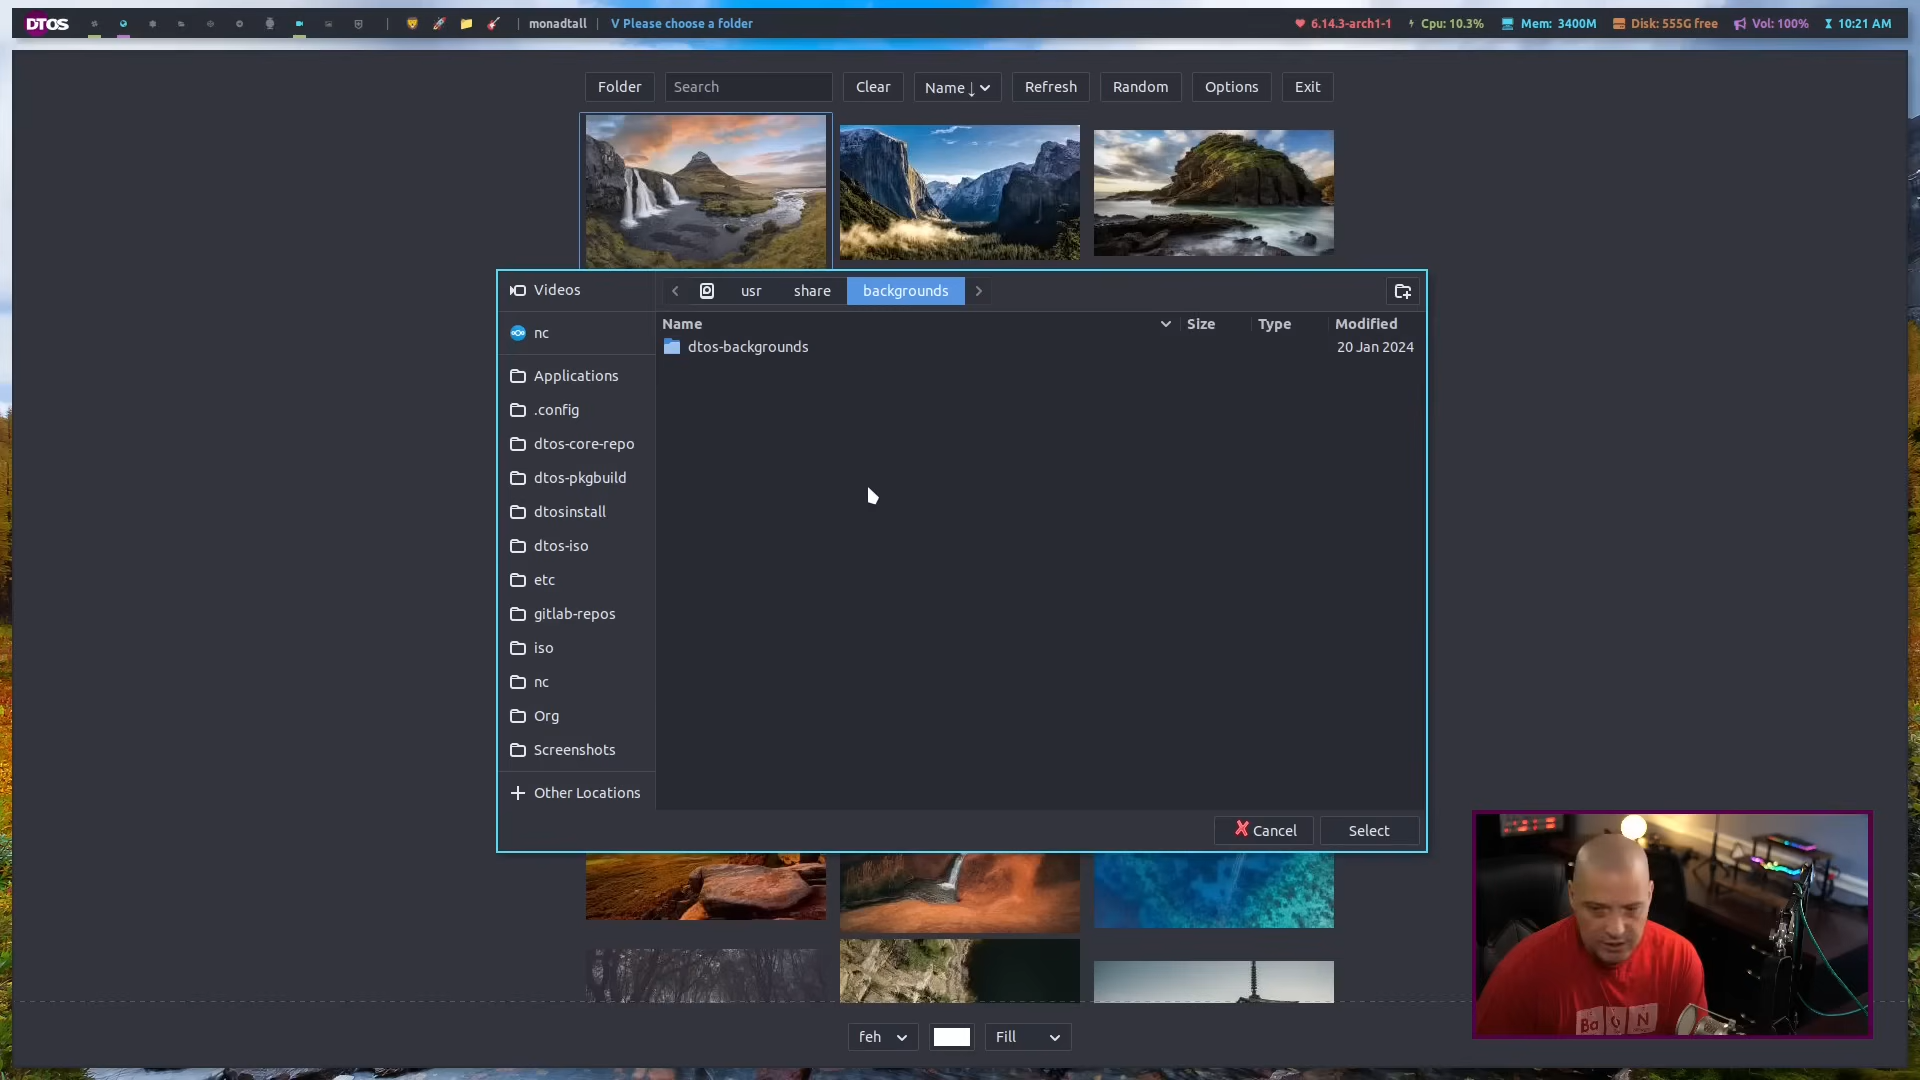 DTOS | monadtall | V Please choose a folder 6.14.3-arch1-1 Cpu: 10.3% Mem: 3400M Disk: 555G free Vol: 100% 10:21 AM
Folder Search Clear Name ↓ Refresh Random Options Exit
Videos usr share backgrounds
Name Size Type Modified
nc
dtos-backgrounds 20 Jan 2024
Applications
.config
dtos-core-repo
dtos-pkgbuild
dtosinstall
dtos-iso
etc
gitlab-repos
iso
nc
Org
Screenshots
Other Locations
Cancel Select
Ba O N
feh Fill